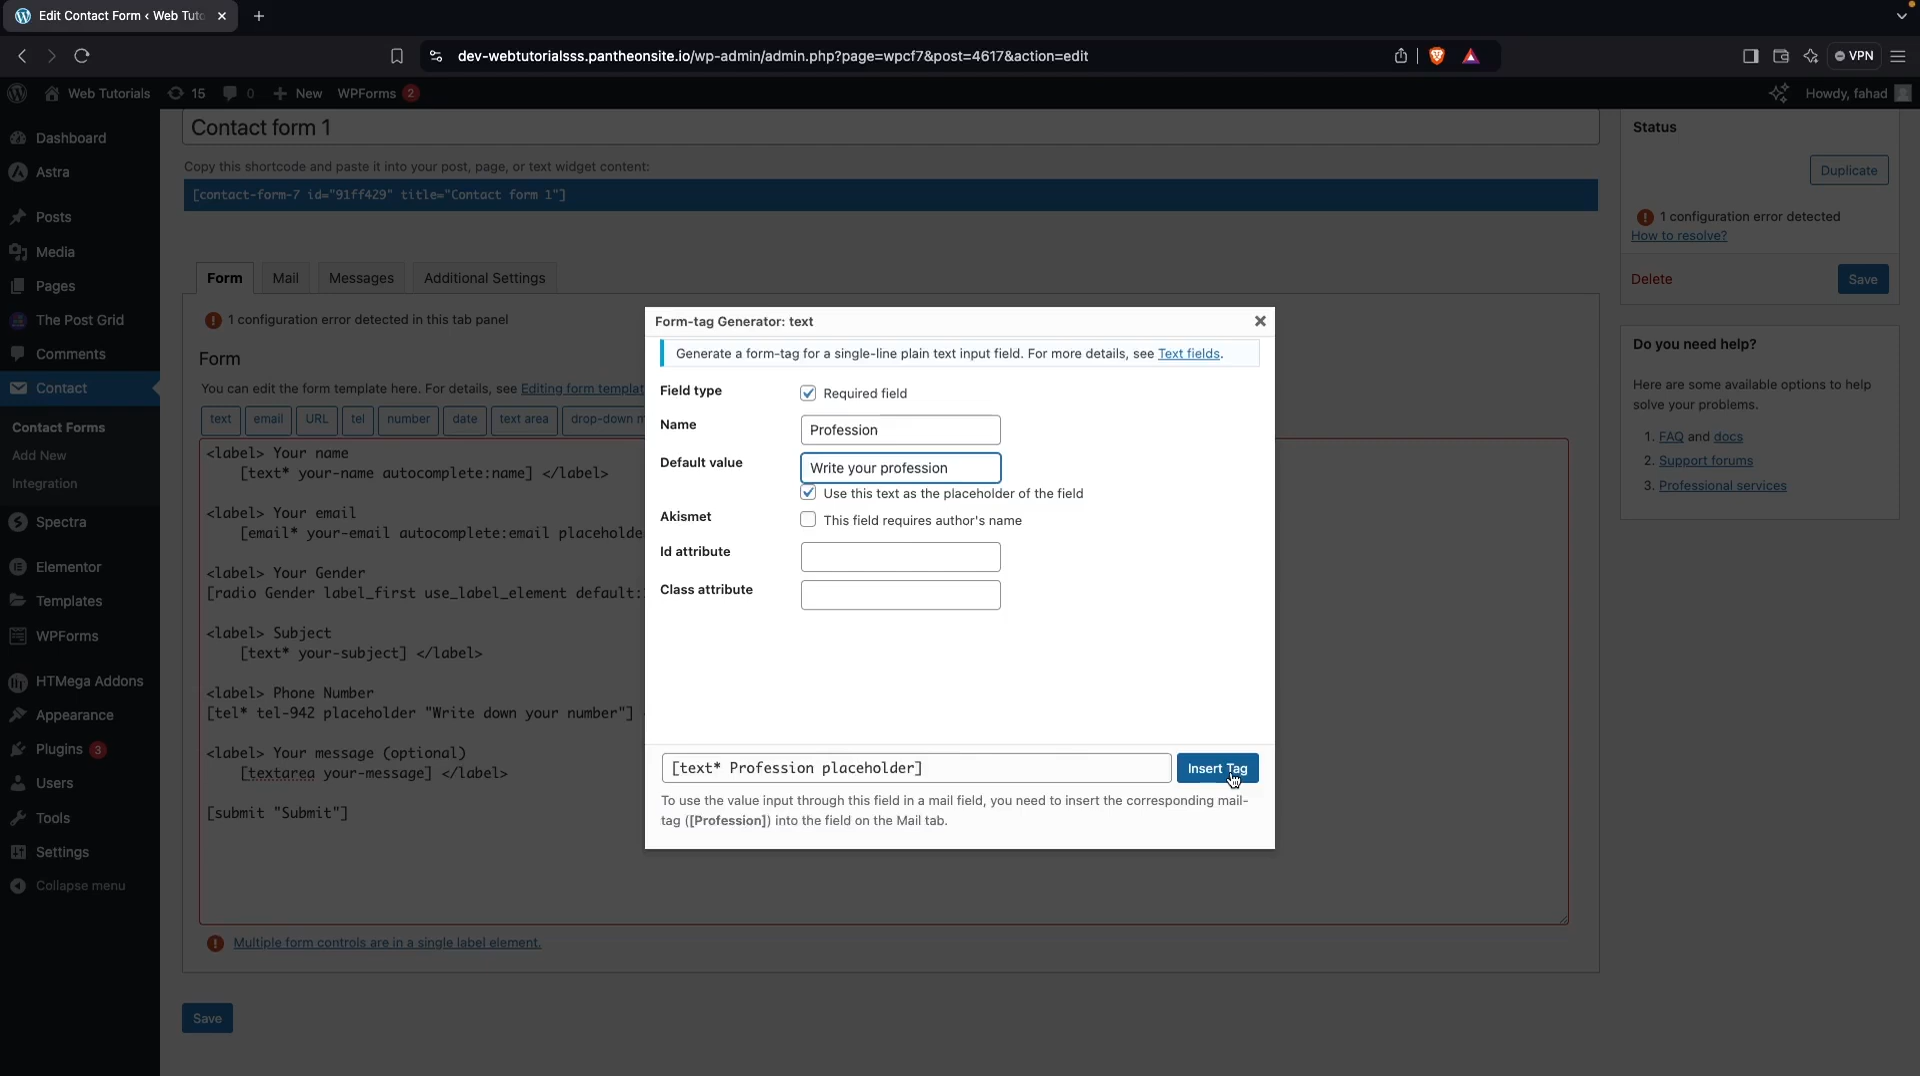 Edit Contact Form < Web Tuto
dev-webtutorialsss.pantheonsite.io/wp-admin/admin.php?page=wpcf7&post=4617&action=edit
VPN
Web Tutorials
15
0
New
WPForms 2
Howdy, fahad
Dashboard
Astra
Posts
Media
Pages
The Post Grid
Comments
Contact
Contact Forms
Add New
Integration
Spectra
Elementor
Templates
WPForms
HTMega Addons
Appearance
Plugins 3
Users
Tools
Settings
Collapse menu
Contact form 1
Copy this shortcode and paste it into your post, page, or text widget content:
[contact-form-7 id="91ff429" title="Contact form 1"]
Form
Mail
Messages
Additional Settings
1 configuration error detected in this tab panel
Form
You can edit the form template here. For details, see Editing form templat
text
email
URL
tel
number
date
text area
drop-down m
<label> Your name
[text* your-name autocomplete:name] </label>
<label> Your email
[email* your-email autocomplete:email placeholde
<label> Your Gender
[radio Gender label_first use_label_element default:
<label> Subject
[text* your-subject] </label>
<label> Phone Number
[tel* tel-942 placeholder "Write down your number"]
<label> Your message (optional)
[textarea your-message] </label>
[submit "Submit"]
Multiple form controls are in a single label element.
Save
Form-tag Generator: text
Generate a form-tag for a single-line plain text input field. For more details, see Text fields.
Field type
Required field
Name
Profession
Default value
Write your profession
Use this text as the placeholder of the field
Akismet
This field requires author's name
Id attribute
Class attribute
[text* Profession placeholder]
Insert Tag
To use the value input through this field in a mail field, you need to insert the corresponding mail-
tag ([Profession]) into the field on the Mail tab.
Status
Duplicate
1 configuration error detected
How to resolve?
Delete
Save
Do you need help?
Here are some available options to help
solve your problems.
1. FAQ and docs
2. Support forums
3. Professional services